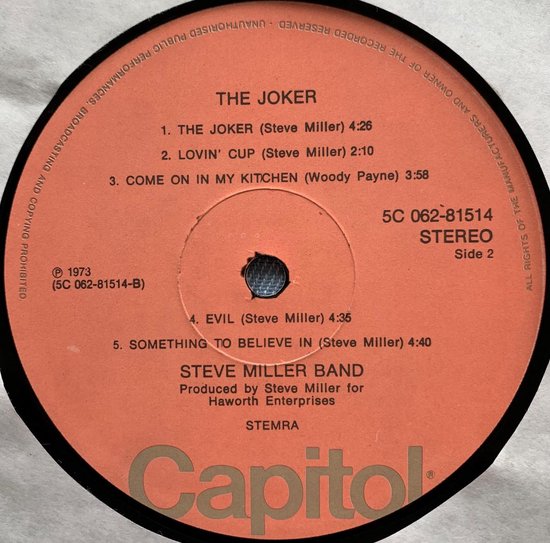 ALL RIGHTS OF THE MANUFACTURERS AND OWNER OF THE RECORDED RESERVED - UNAUTHORISED PUBLIC PERFORMANCES, BROADCASTING AND COPYING PROHIBITED
THE JOKER
1. THE JOKER (Steve Miller) 4:26
2. LOVIN' CUP (Steve Miller) 2:10
3. COME ON IN MY KITCHEN (Woody Payne) 3:58
5C 062-81514
STEREO
Side 2
℗ 1973
(5C 062-81514-B)
4. EVIL (Steve Miller) 4:35
5. SOMETHING TO BELIEVE IN (Steve Miller) 4:40
STEVE MILLER BAND
Produced by Steve Miller for
Haworth Enterprises
STEMRA
Capitol®